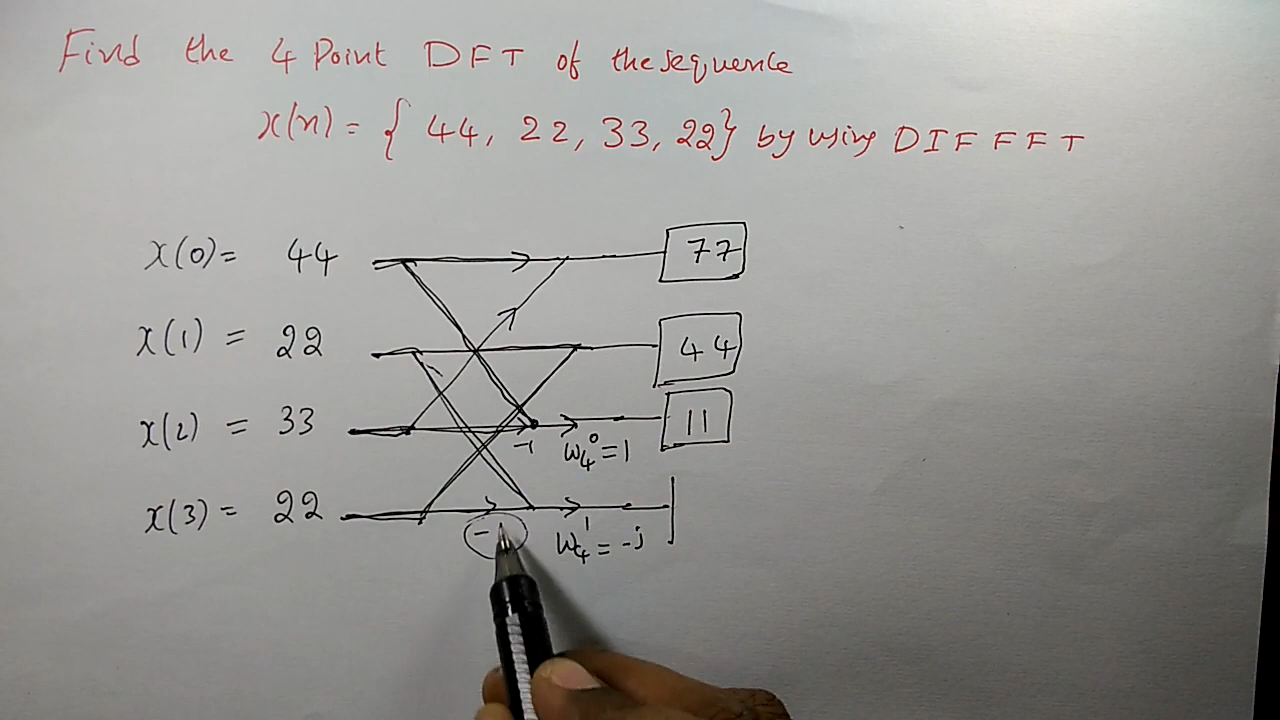 Find the 4 Point DFT of the sequence
x(n) = { 44, 22, 33, 22} by using DIF FFT
x(0) = 44 77
x(1) = 22 44
x(2) = 33 11
-1 W₄⁰ = 1
x(3) = 22
- W₄¹ = -j